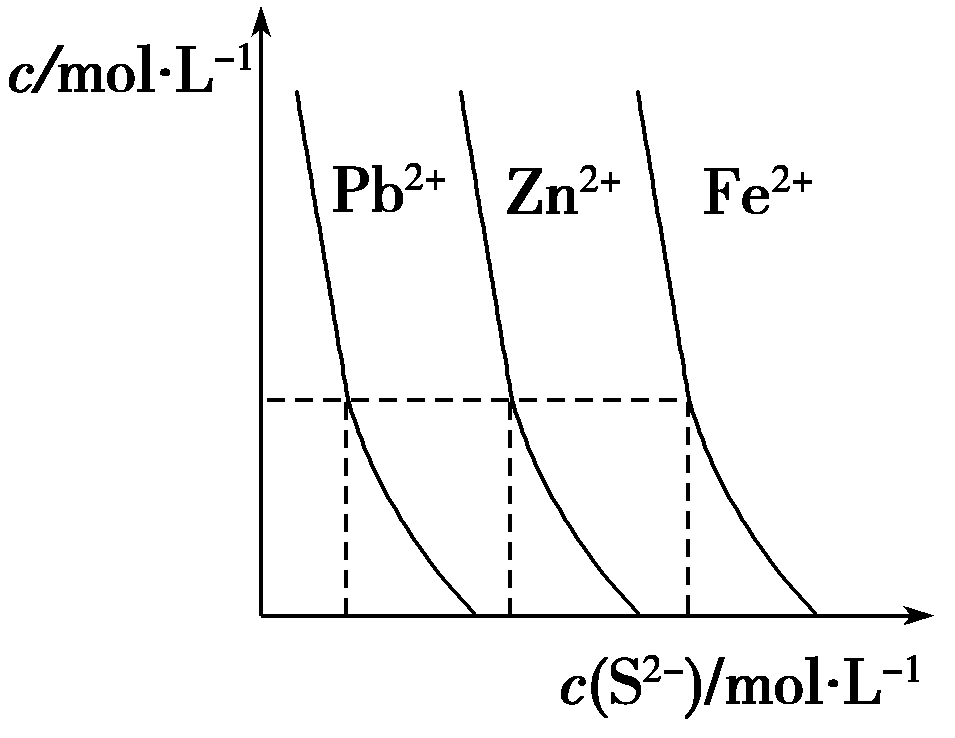 c/mol·L⁻¹
Pb²⁺ Zn²⁺ Fe²⁺
c(S²⁻)/mol·L⁻¹